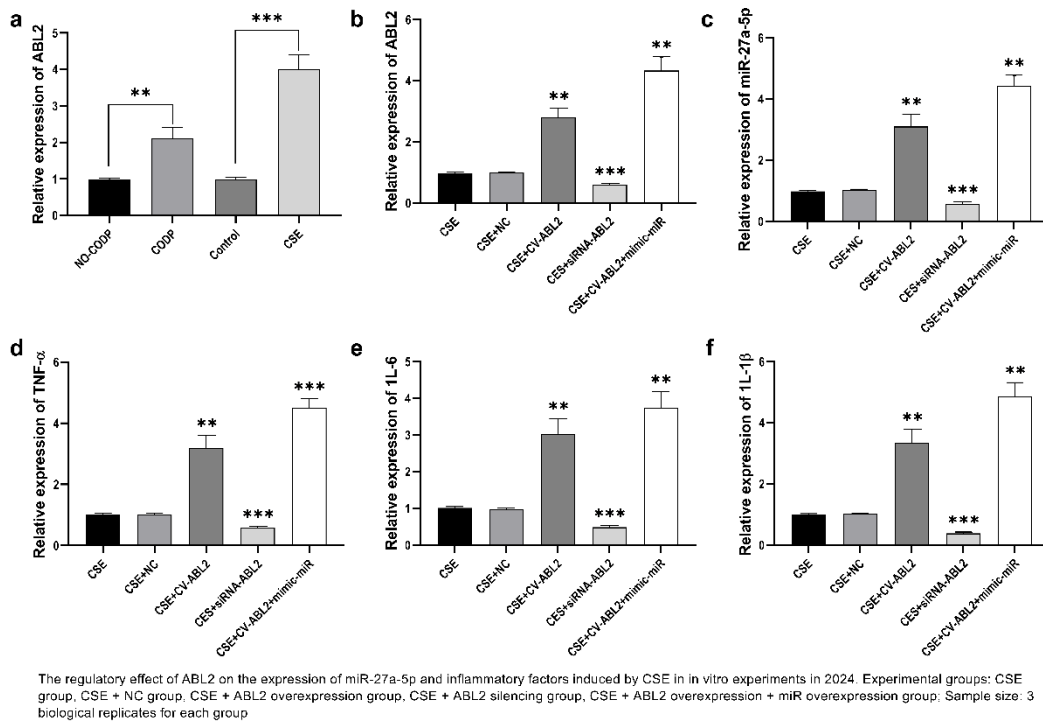 a
Relative expression of ABL2
5
4
3
2
1
0
**
***
NO-CODP
CODP
Control
CSE
b
Relative expression of ABL2
6
4
2
0
**
***
**
CSE
CSE+NC
CSE+CV-ABL2
CES+siRNA-ABL2
CSE+CV-ABL2+mimic-miR
c
Relative expression of miR-27a-5p
6
4
2
0
**
***
**
CSE
CSE+NC
CSE+CV-ABL2
CES+siRNA-ABL2
CSE+CV-ABL2+mimic-miR
d
Relative expression of TNF-α
6
4
2
0
**
***
***
CSE
CSE+NC
CSE+CV-ABL2
CES+siRNA-ABL2
CSE+CV-ABL2+mimic-miR
e
Relative expression of 1L-6
5
4
3
2
1
0
**
***
**
CSE
CSE+NC
CSE+CV-ABL2
CES+siRNA-ABL2
CSE+CV-ABL2+mimic-miR
f
Relative expression of 1L-1β
6
4
2
0
**
***
**
CSE
CSE+NC
CSE+CV-ABL2
CES+siRNA-ABL2
CSE+CV-ABL2+mimic-miR
The regulatory effect of ABL2 on the expression of miR-27a-5p and inflammatory factors induced by CSE in in vitro experiments in 2024. Experimental groups: CSE
group, CSE + NC group, CSE + ABL2 overexpression group, CSE + ABL2 silencing group, CSE + ABL2 overexpression + miR overexpression group; Sample size: 3
biological replicates for each group